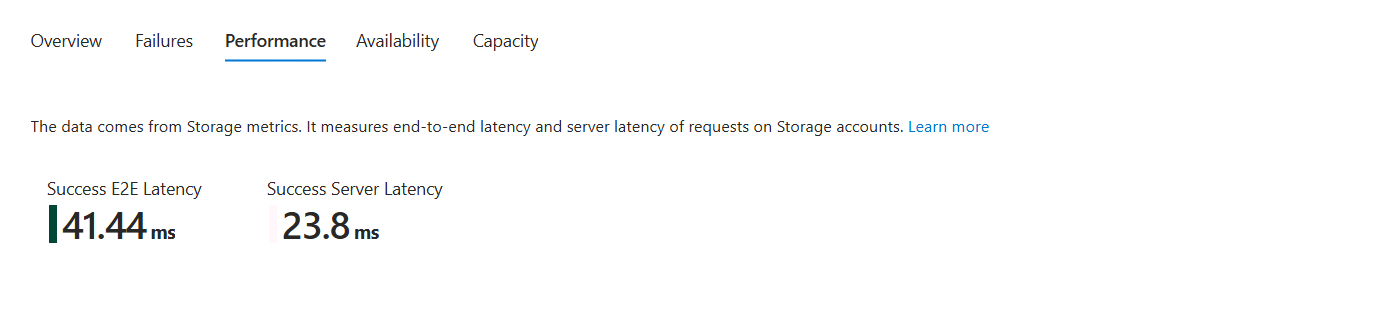 Overview Failures Performance Availability Capacity
The data comes from Storage metrics. It measures end-to-end latency and server latency of requests on Storage accounts. Learn more
Success E2E Latency Success Server Latency
41.44 ms 23.8 ms